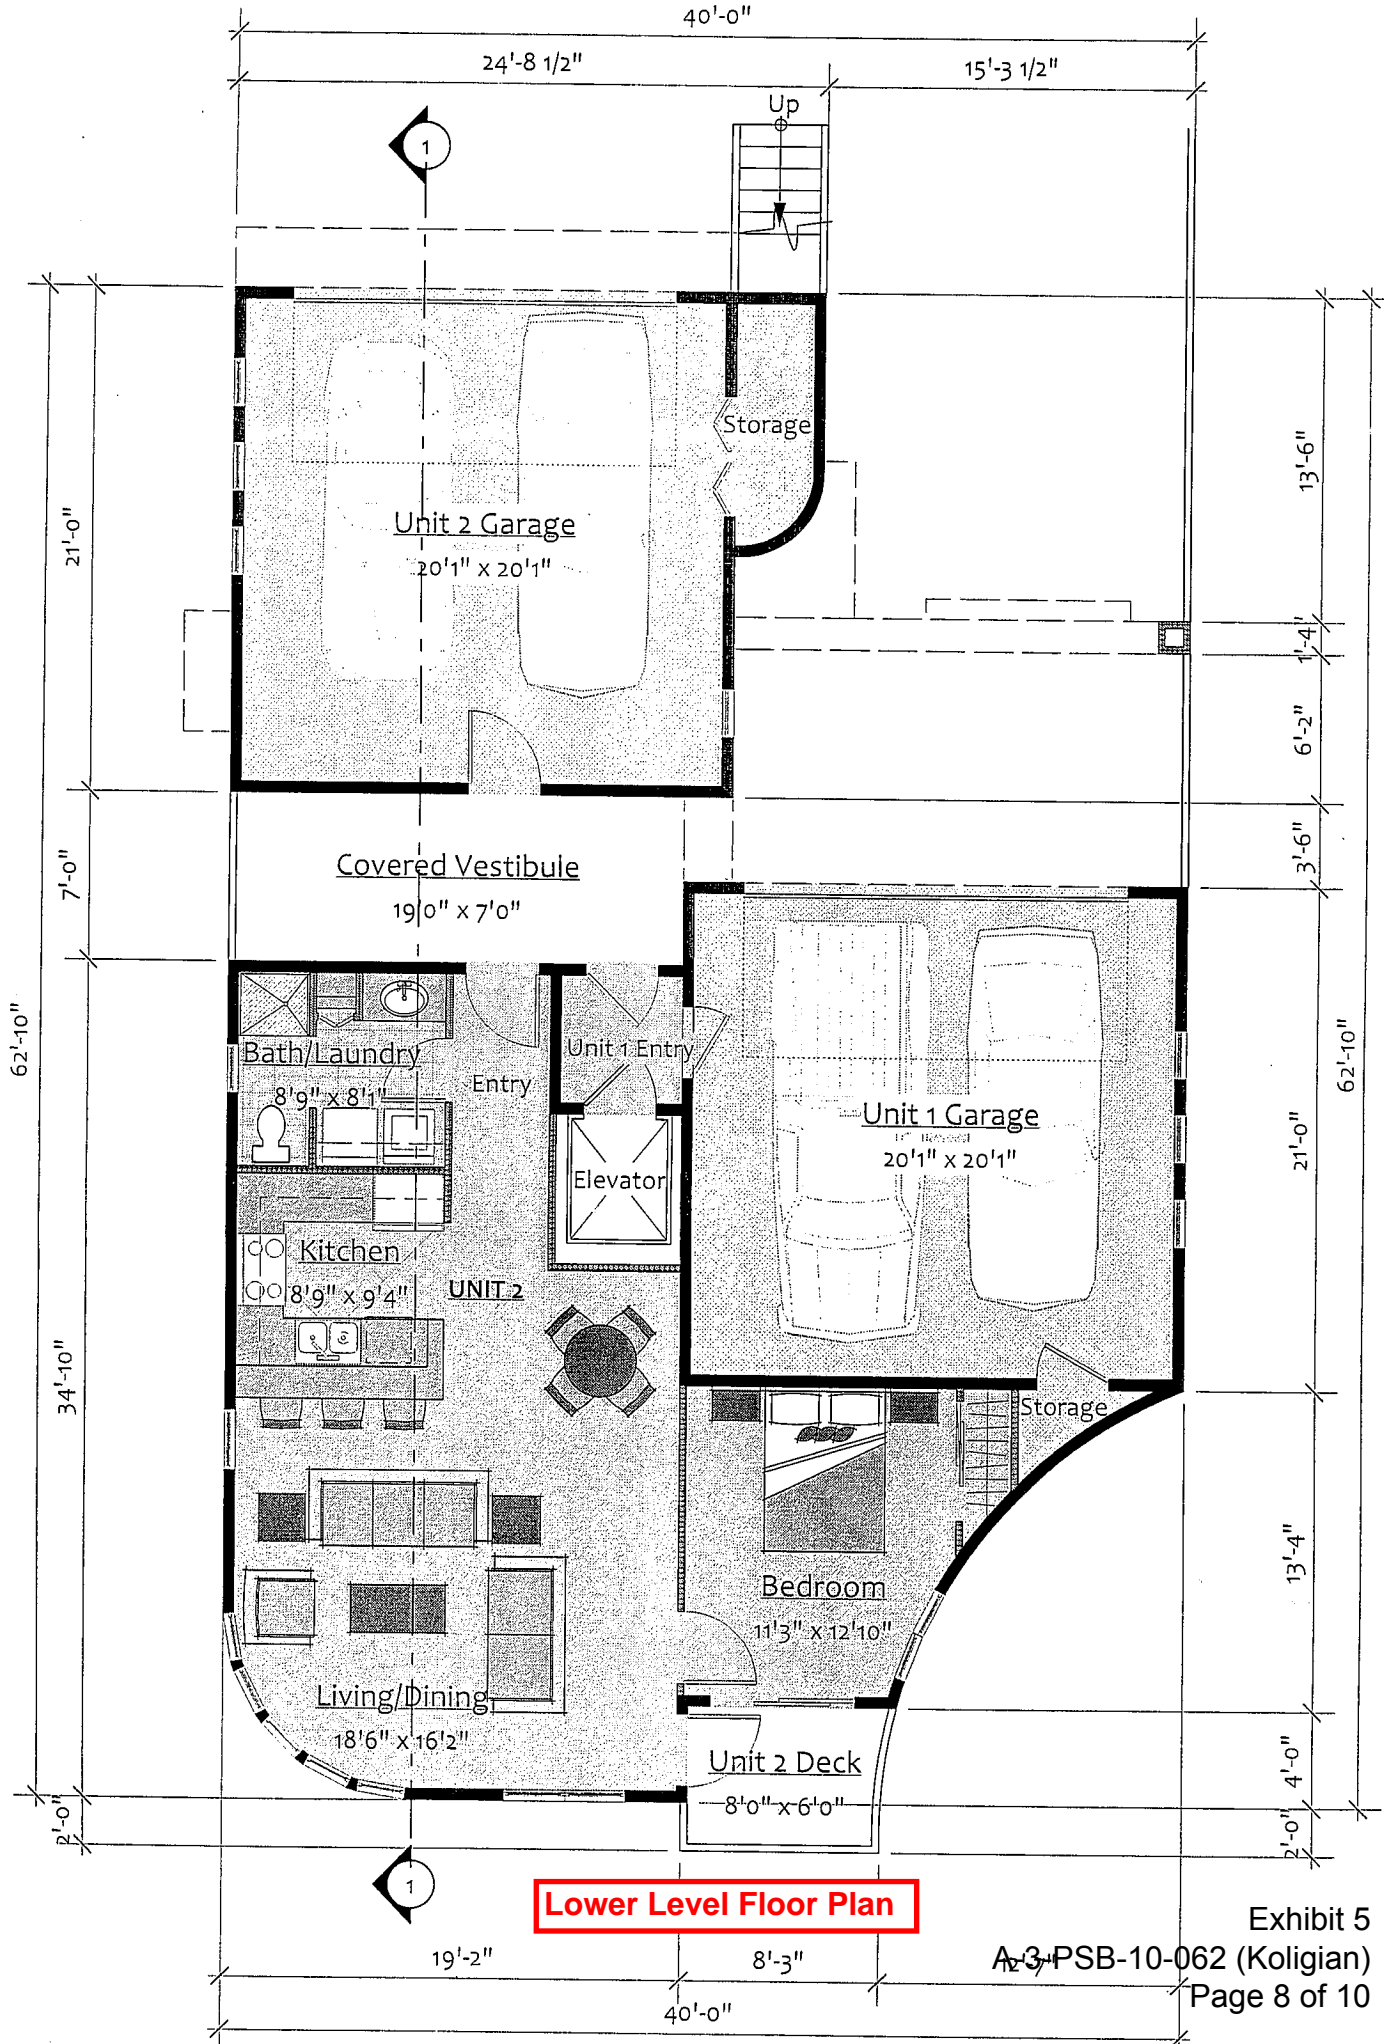 40'-0"
24'-8 1/2"
15'-3 1/2"
Up
1
Storage
13'-6"
21'-0"
Unit 2 Garage
20'1" x 20'1"
1'-4"
6'-2"
7'-0"
Covered Vestibule
19'0" x 7'0"
3'-6"
62'-10"
Bath/Laundry
8'9" x 8'1"
Entry
Unit 1 Entry
62'-10"
Unit 1 Garage
20'1" x 20'1"
21'-0"
Elevator
Kitchen
8'9" x 9'4"
UNIT 2
34'-10"
Storage
13'-4"
Bedroom
11'3" x 12'10"
Living/Dining
18'6" x 16'2"
Unit 2 Deck
8'0" x 6'0"
4'-0"
2'-0"
2'-0"
1
Lower Level Floor Plan
Exhibit 5
19'-2"
8'-3"
12'-7"
A-3-PSB-10-062 (Koligian)
Page 8 of 10
40'-0"